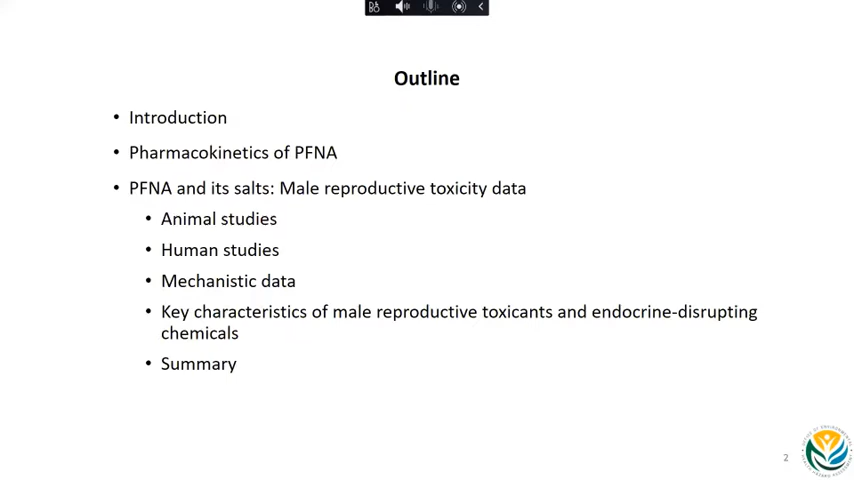 Outline
• Introduction
• Pharmacokinetics of PFNA
• PFNA and its salts: Male reproductive toxicity data
• Animal studies
• Human studies
• Mechanistic data
• Key characteristics of male reproductive toxicants and endocrine-disrupting
chemicals
• Summary
2